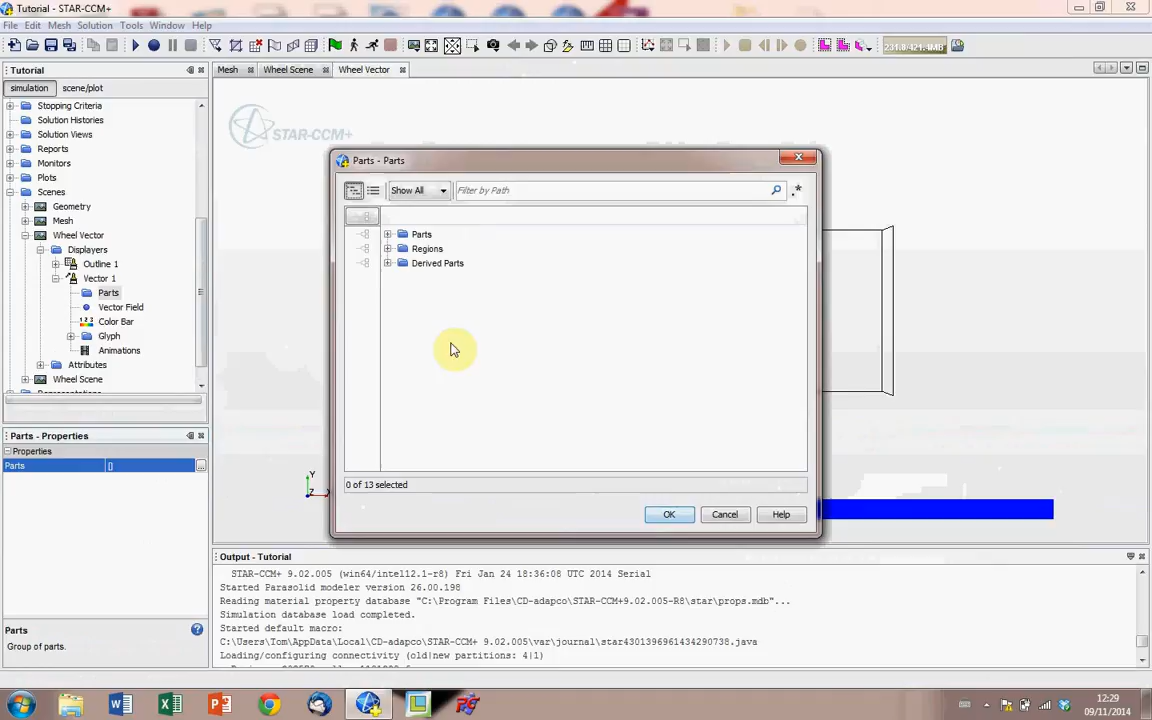 Tutorial - STAR-CCM+
File Edit Mesh Solution Tools Window Help
231.0/421.4MB
Tutorial
Mesh
Wheel Scene
Wheel Vector
simulation
scene/plot
Stopping Criteria
Solution Histories
Solution Views
Reports
Monitors
Plots
Scenes
Geometry
Mesh
Wheel Vector
Displayers
Outline 1
Vector 1
Parts
Vector Field
Color Bar
Glyph
Animations
Attributes
Wheel Scene
STAR-CCM+
Parts - Parts
Show All
Filter by Path
.*
Parts
Regions
Derived Parts
0 of 13 selected
OK
Cancel
Help
Y
Z
Parts - Properties
Properties
Parts
[]
Parts
Group of parts.
Output - Tutorial
STAR-CCM+ 9.02.005 (win64/intel12.1-r8) Fri Jan 24 18:36:08 UTC 2014 Serial
Started Parasolid modeler version 26.00.198
Reading material property database "C:\Program Files\CD-adapco\STAR-CCM+9.02.005-R8\star\props.mdb"...
Simulation database load completed.
Started default macro:
C:\Users\Tom\AppData\Local\CD-adapco\STAR-CCM+ 9.02.005\var\journal\star4301396961434290738.java
Loading/configuring connectivity (old|new partitions: 4|1)
12:29
09/11/2014